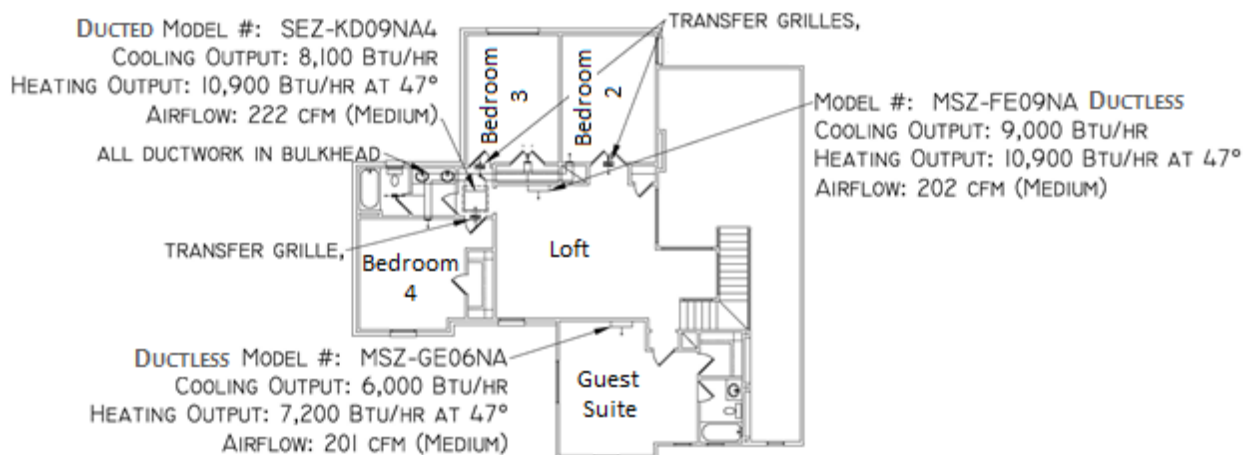 TRANSFER GRILLES,
DUCTED MODEL #: SEZ-KD09NA4
COOLING OUTPUT: 8,100 BTU/HR
HEATING OUTPUT: 10,900 BTU/HR AT 47°
AIRFLOW: 222 CFM (MEDIUM)
ALL DUCTWORK IN BULKHEAD
Bedroom
3
Bedroom
2
MODEL #: MSZ-FE09NA DUCTLESS
COOLING OUTPUT: 9,000 BTU/HR
HEATING OUTPUT: 10,900 BTU/HR AT 47°
AIRFLOW: 202 CFM (MEDIUM)
TRANSFER GRILLE,
Bedroom
4
Loft
DUCTLESS MODEL #: MSZ-GE06NA
COOLING OUTPUT: 6,000 BTU/HR
HEATING OUTPUT: 7,200 BTU/HR AT 47°
AIRFLOW: 201 CFM (MEDIUM)
Guest
Suite